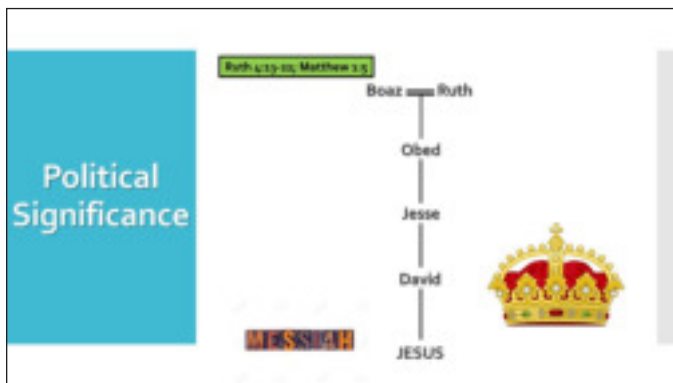 Political
Significance
Ruth 4:13-22; Matthew 1:5
Boaz Ruth
Obed
Jesse
David
MESSIAH
JESUS